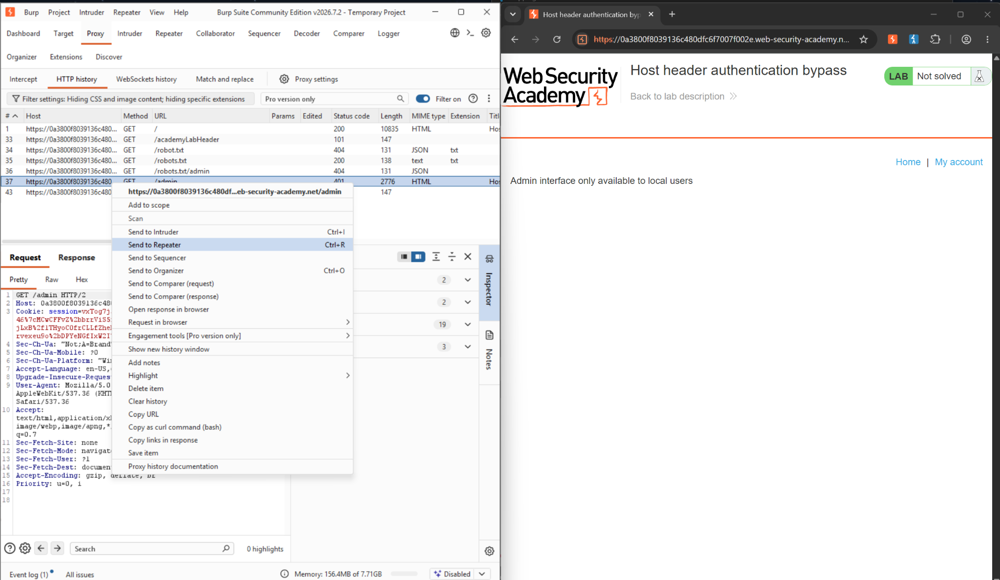 Burp Project Intruder Repeater View Help Burp Suite Community Edition v2026.7.2 - Temporary Project
Dashboard Target Proxy Intruder Repeater Collaborator Sequencer Decoder Comparer Logger
Organizer Extensions Discover
Intercept HTTP history WebSockets history Match and replace Proxy settings
Filter settings: Hiding CSS and image content; hiding specific extensions Pro version only Filter on
# Host Method URL Params Edited Status code Length MIME type Extension Titl
1 https://0a3800f8039136c480... GET / 200 10835 HTML Hos
33 https://0a3800f8039136c480... GET /academyLabHeader 101 147
34 https://0a3800f8039136c480... GET /robot.txt 404 131 JSON txt
35 https://0a3800f8039136c480... GET /robots.txt 200 138 text txt
36 https://0a3800f8039136c480... GET /robots.txt/admin 404 131 JSON
37 https://0a3800f8039136c480 GET /admin 401 2776 HTML Hos
43 https://0a3800f8039136c480 147
https://0a3800f8039136c480df...eb-security-academy.net/admin
Add to scope
Scan
Send to Intruder Ctrl+I
Send to Repeater Ctrl+R
Send to Sequencer
Send to Organizer Ctrl+O
Send to Comparer (request)
Send to Comparer (response)
Open response in browser
Request in browser
Engagement tools [Pro version only]
Show new history window
Add notes
Highlight
Delete item
Clear history
Copy URL
Copy as curl command (bash)
Copy links in response
Save item
Proxy history documentation
Request Response
Pretty Raw Hex
1 GET /admin HTTP/2
2 Host: 0a3800f8039136c480
3 Cookie: session=vxTog7j
46%7cMCwCFFvZ%2bbrrViS5
jLxB%2flTHyoC0frCLLfZhe
rvexeu9o%2bDPYeNGfIxW2I
4 Sec-Ch-Ua: "Not;A=Brand"
5 Sec-Ch-Ua-Mobile: ?0
6 Sec-Ch-Ua-Platform: "Wi
7 Accept-Language: en-US,
8 Upgrade-Insecure-Reques
9 User-Agent: Mozilla/5.0
AppleWebKit/537.36 (KHT
Safari/537.36
10 Accept:
text/html,application/x
image/webp,image/apng,*
q=0.7
11 Sec-Fetch-Site: none
12 Sec-Fetch-Mode: navigat
13 Sec-Fetch-User: ?1
14 Sec-Fetch-Dest: documen
15 Accept-Encoding: gzip, deflate, br
16 Priority: u=0, i
17
18
2
2
19
3
Inspector
Notes
Search 0 highlights
Event log (1) All issues Memory: 156.4MB of 7.71GB Disabled
Host header authentication byp
https://0a3800f8039136c480dfc6f7007f002e.web-security-academy.n...
Web Security
Academy
Host header authentication bypass
Back to lab description
LAB Not solved
Home | My account
Admin interface only available to local users